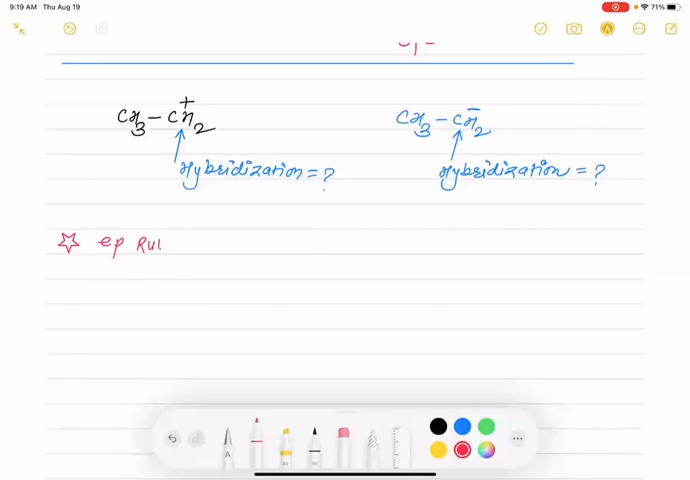 9:19 AM Thu Aug 19 71%
CH3 - CH2+ CH3 - CH2-
Hybridization = ? Hybridization = ?
☆ ep Rul
A